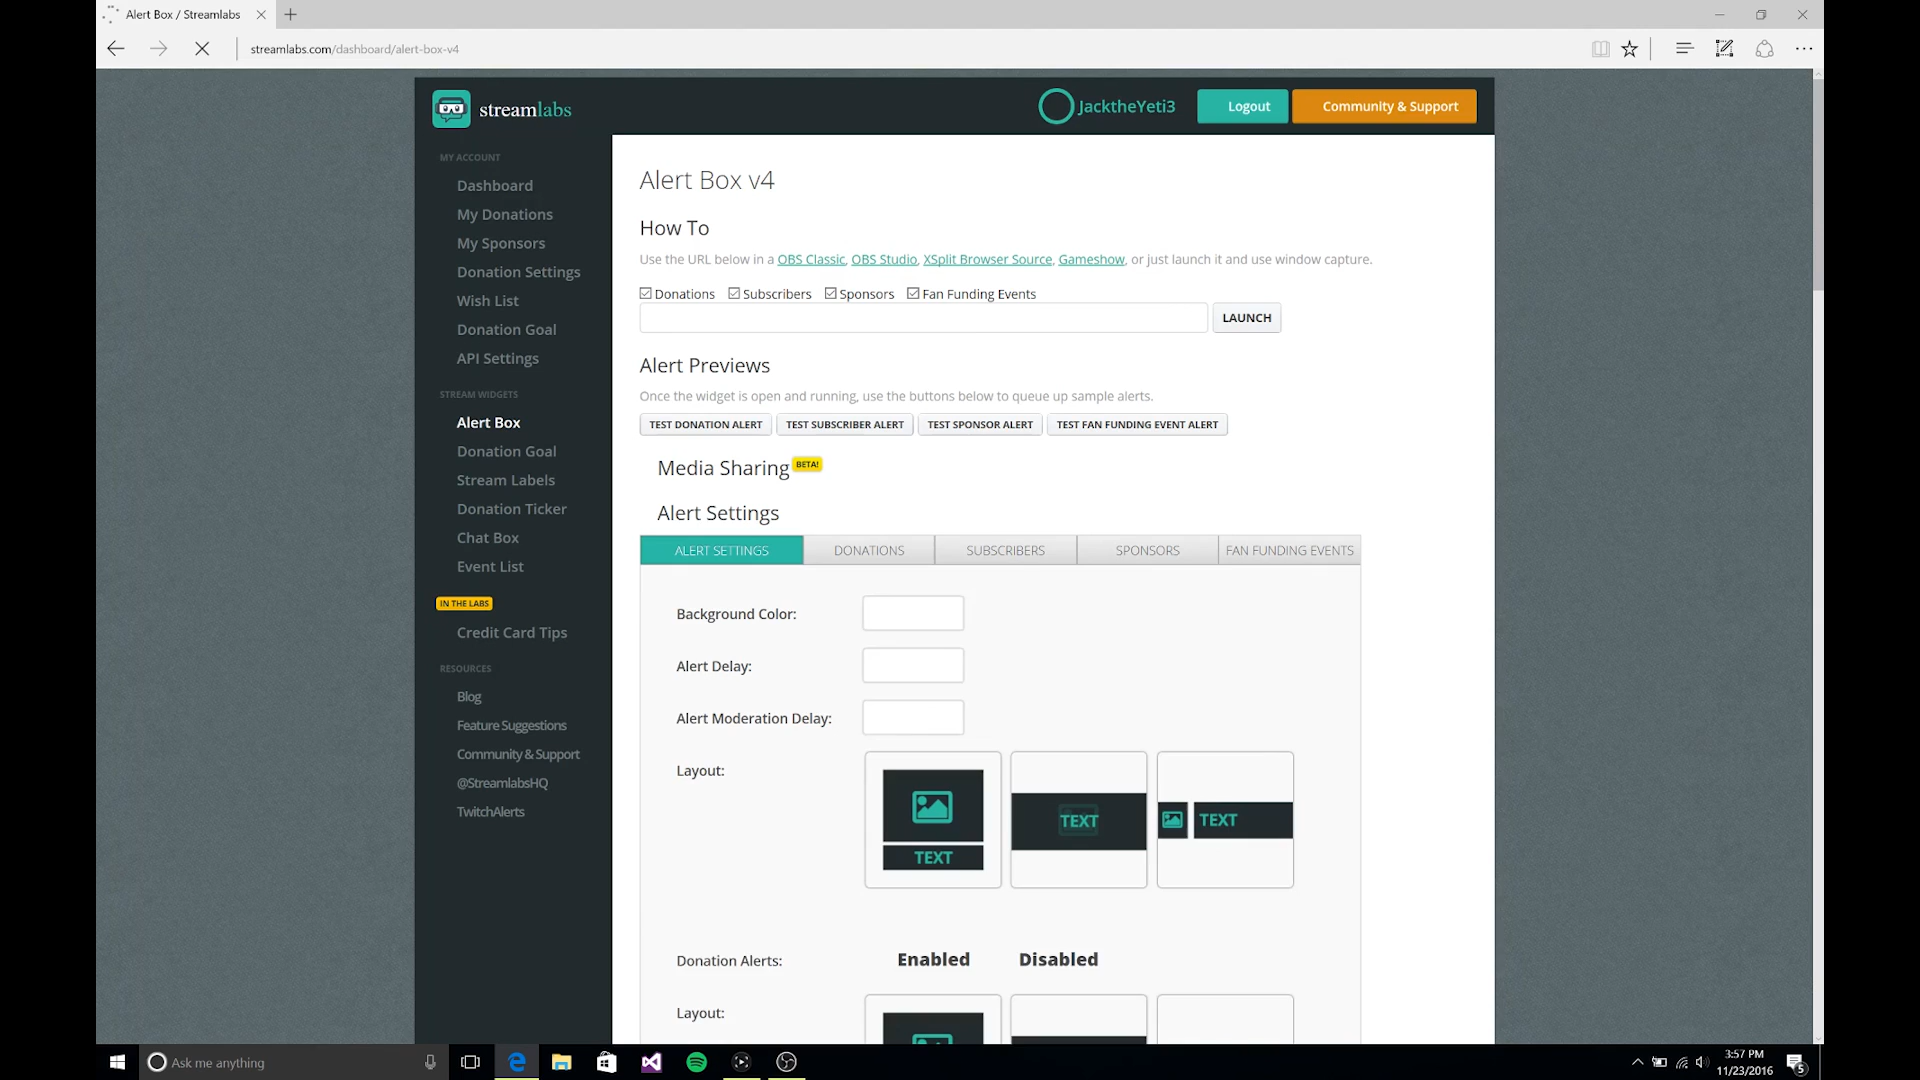 Alert Box / Streamlabs
streamlabs.com/dashboard/alert-box-v4
streamlabs
JacktheYeti3
Logout
Community & Support
MY ACCOUNT
Dashboard
My Donations
My Sponsors
Donation Settings
Wish List
Donation Goal
API Settings
STREAM WIDGETS
Alert Box
Donation Goal
Stream Labels
Donation Ticker
Chat Box
Event List
IN THE LABS
Credit Card Tips
RESOURCES
Blog
Feature Suggestions
Community & Support
@StreamlabsHQ
TwitchAlerts
Alert Box v4
How To
Use the URL below in a OBS Classic, OBS Studio, XSplit Browser Source, Gameshow, or just launch it and use window capture.
Donations Subscribers Sponsors Fan Funding Events
LAUNCH
Alert Previews
Once the widget is open and running, use the buttons below to queue up sample alerts.
TEST DONATION ALERT TEST SUBSCRIBER ALERT TEST SPONSOR ALERT TEST FAN FUNDING EVENT ALERT
Media Sharing BETA!
Alert Settings
ALERT SETTINGS DONATIONS SUBSCRIBERS SPONSORS FAN FUNDING EVENTS
Background Color:
Alert Delay:
Alert Moderation Delay:
Layout:
TEXT
TEXT
TEXT
Donation Alerts: Enabled Disabled
Layout:
Ask me anything
3:57 PM
11/23/2016
5